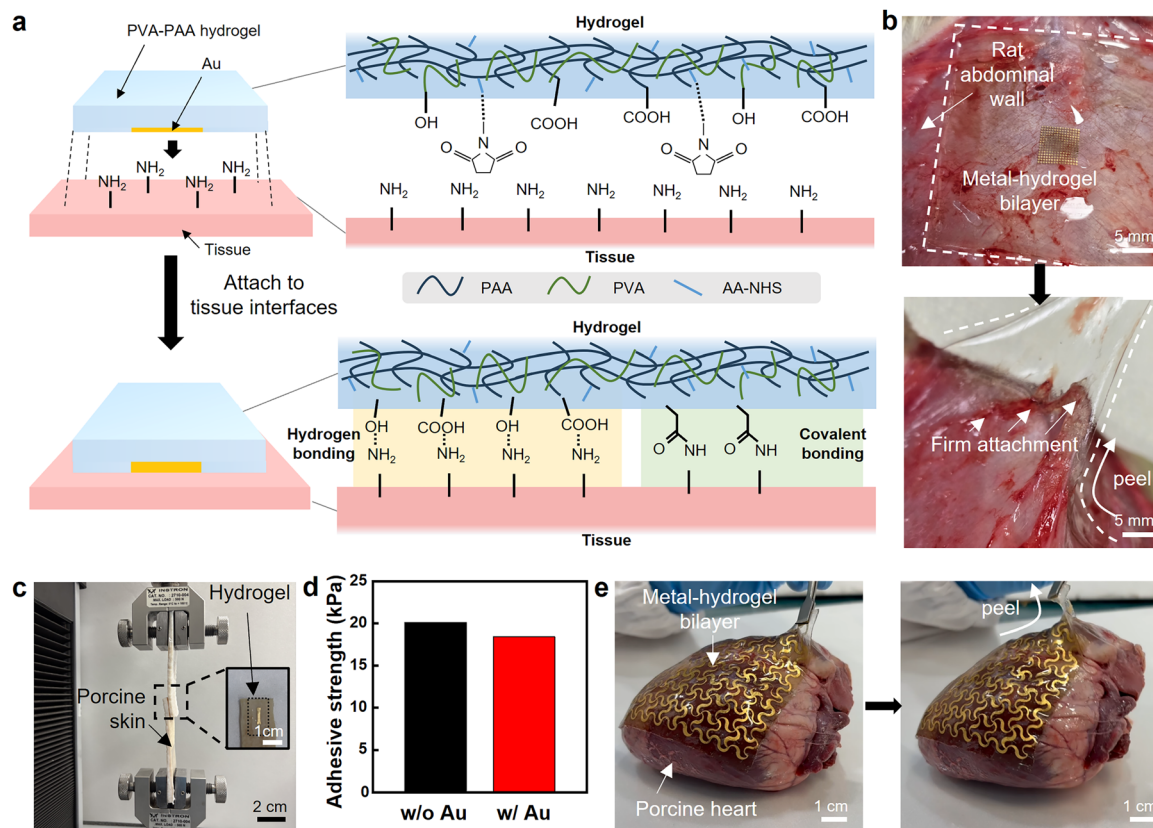 a
PVA-PAA hydrogel
Au
NH2
NH2
NH2
NH2
Tissue
Attach to
tissue interfaces
Hydrogel
OH
COOH
COOH
OH
COOH
N
O
O
N
O
O
NH2
NH2
NH2
NH2
NH2
NH2
NH2
Tissue
PAA
PVA
AA-NHS
Hydrogel
Hydrogen
bonding
OH
COOH
OH
COOH
NH2
NH2
NH2
NH2
O
NH
O
NH
Covalent
bonding
Tissue
b
Rat
abdominal
wall
Metal-hydrogel
bilayer
5 mm
Firm attachment
peel
5 mm
c
INSTRON
Hydrogel
1cm
Porcine
skin
2 cm
d
Adhesive strength (kPa)
25
20
15
10
5
0
w/o Au
w/ Au
e
Metal-hydrogel
bilayer
Porcine heart
1 cm
peel
1 cm